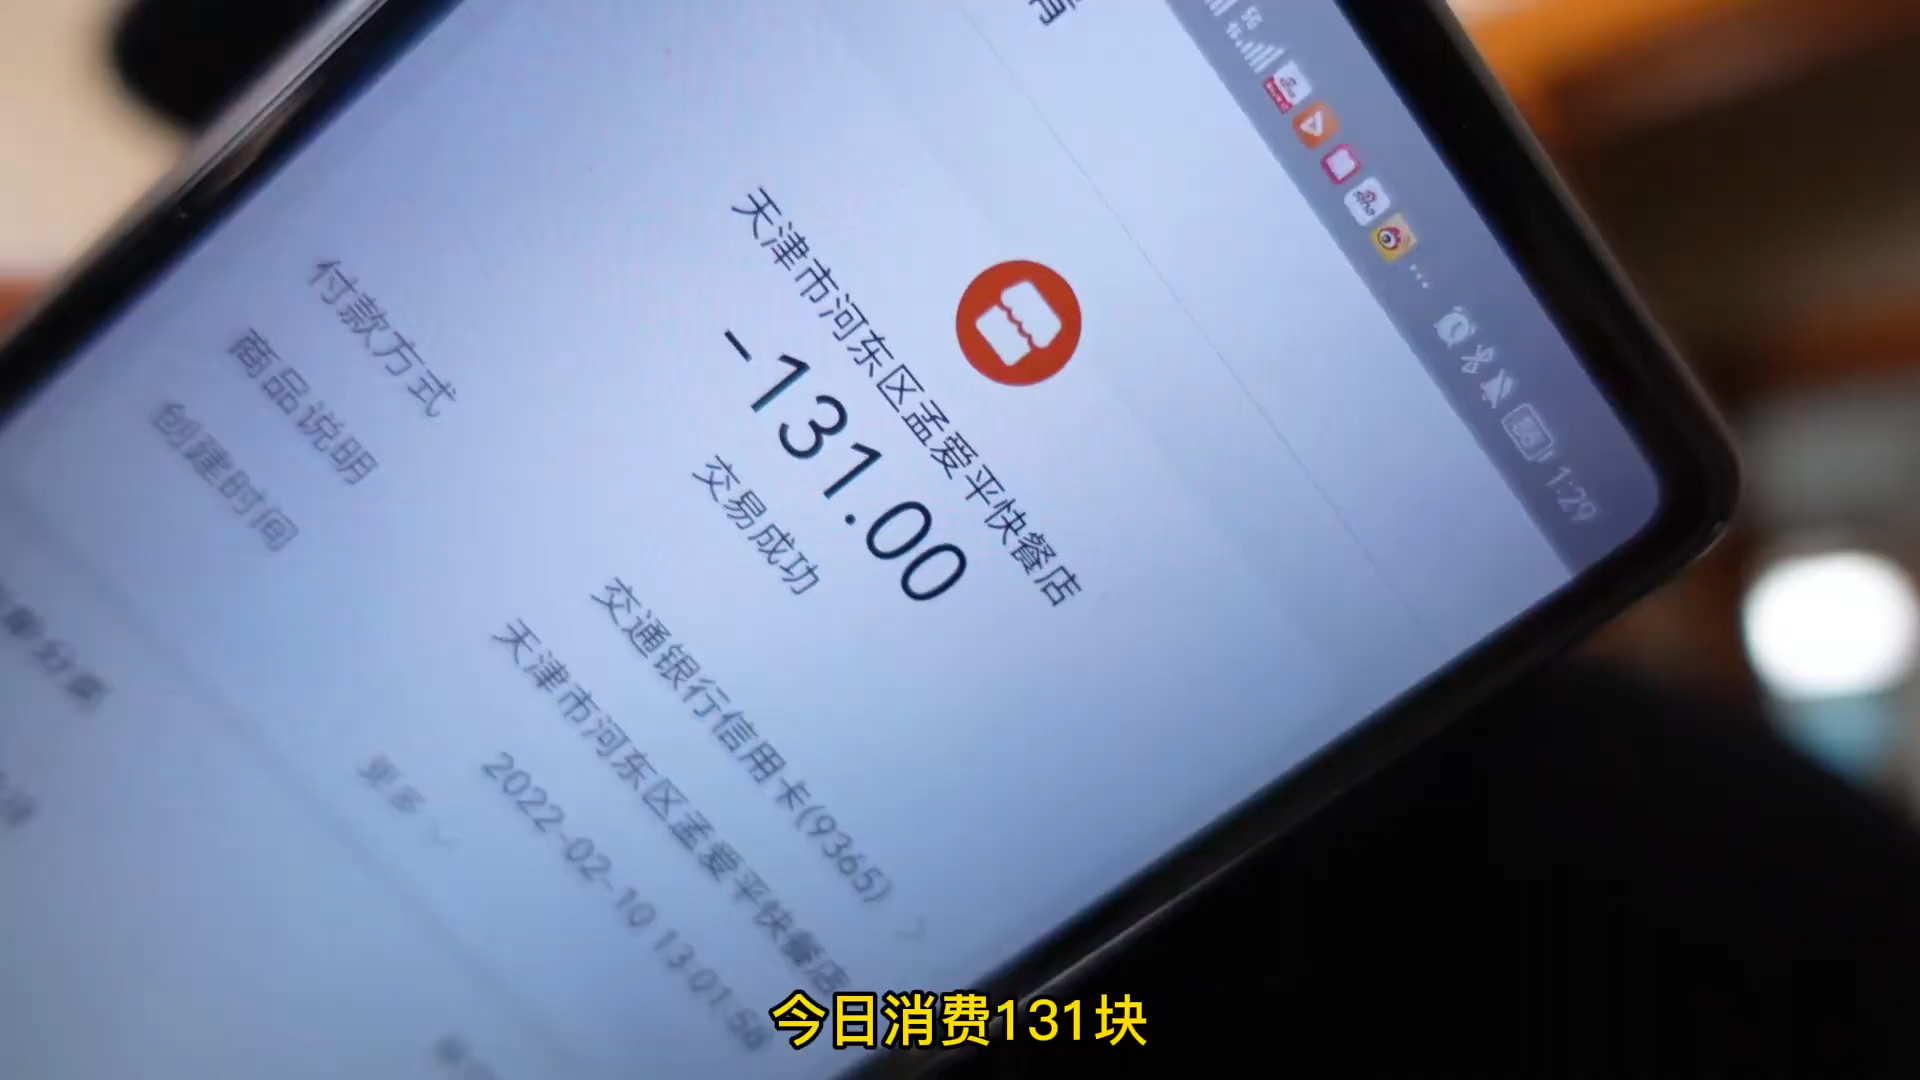 1:29
天津市河东区孟爱平快餐店
-131.00
交易成功
付款方式
交通银行信用卡(9365)
商品说明
天津市河东区孟爱平快餐店
创建时间
2022-02-10 13:01:56
更多
今日消费131块